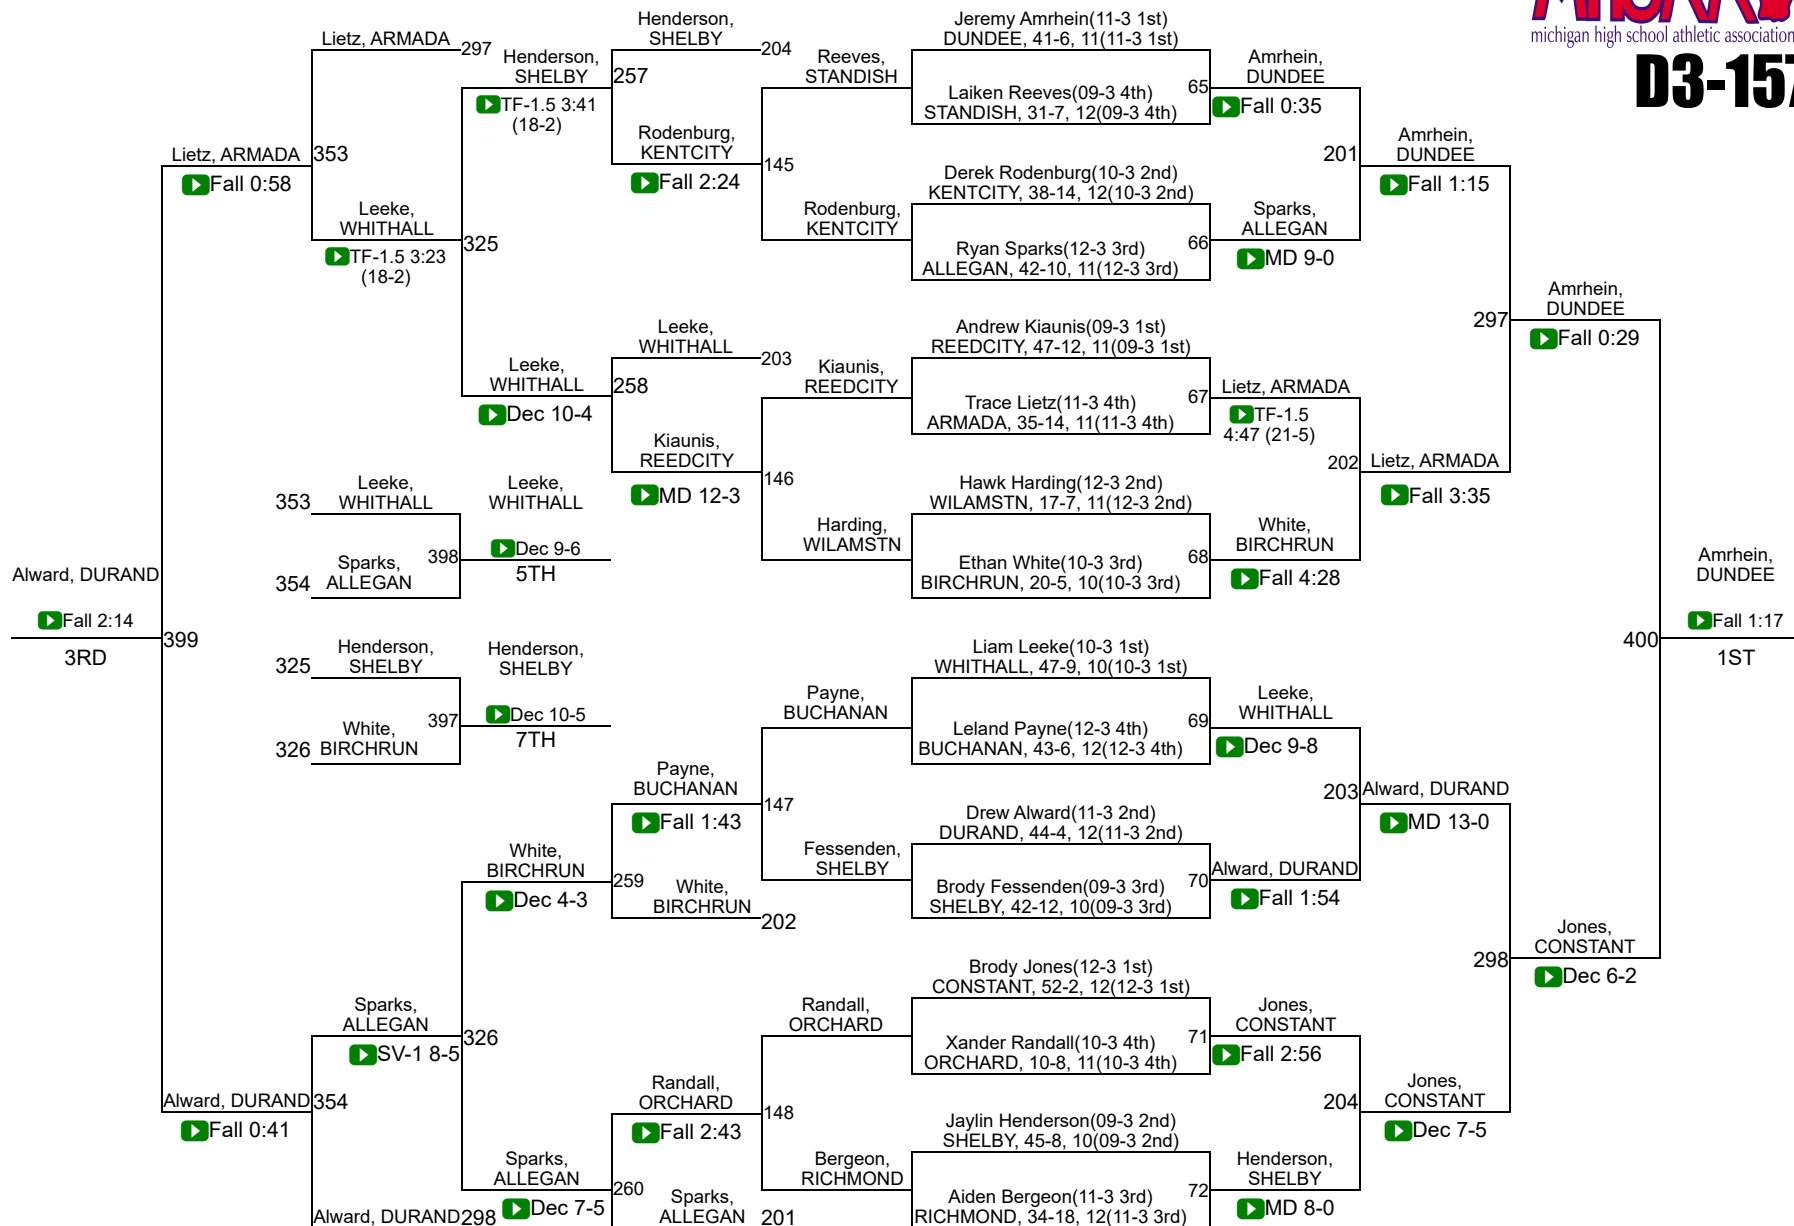 michigan high school athletic association
D3-157
Lietz, ARMADA
297
353
Lietz, ARMADA
Fall 0:58
Leeke,
WHITHALL
TF-1.5 3:23
(18-2)
Henderson,
SHELBY
TF-1.5 3:41
(18-2)
325
Leeke,
WHITHALL
Dec 10-4
Henderson,
SHELBY
204
257
Rodenburg,
KENTCITY
Fall 2:24
Leeke,
WHITHALL
203
258
Kiaunis,
REEDCITY
MD 12-3
Reeves,
STANDISH
145
Rodenburg,
KENTCITY
Kiaunis,
REEDCITY
146
Harding,
WILAMSTN
Jeremy Amrhein(11-3 1st)
DUNDEE, 41-6, 11(11-3 1st)
Laiken Reeves(09-3 4th)
STANDISH, 31-7, 12(09-3 4th)
65
Derek Rodenburg(10-3 2nd)
KENTCITY, 38-14, 12(10-3 2nd)
Ryan Sparks(12-3 3rd)
ALLEGAN, 42-10, 11(12-3 3rd)
66
Andrew Kiaunis(09-3 1st)
REEDCITY, 47-12, 11(09-3 1st)
Trace Lietz(11-3 4th)
ARMADA, 35-14, 11(11-3 4th)
67
Hawk Harding(12-3 2nd)
WILAMSTN, 17-7, 11(12-3 2nd)
Ethan White(10-3 3rd)
BIRCHRUN, 20-5, 10(10-3 3rd)
68
Amrhein,
DUNDEE
Fall 0:35
201
Sparks,
ALLEGAN
MD 9-0
Lietz, ARMADA
TF-1.5
4:47 (21-5)
202
White,
BIRCHRUN
Fall 4:28
Amrhein,
DUNDEE
Fall 1:15
297
Lietz, ARMADA
Fall 3:35
Amrhein,
DUNDEE
Fall 0:29
353
Leeke,
WHITHALL
354
Sparks,
ALLEGAN
398
Leeke,
WHITHALL
Dec 9-6
5TH
Alward, DURAND
Fall 2:14
3RD
399
325
Henderson,
SHELBY
326
White,
BIRCHRUN
397
Henderson,
SHELBY
Dec 10-5
7TH
400
Amrhein,
DUNDEE
Fall 1:17
1ST
Payne,
BUCHANAN
Fall 1:43
White,
BIRCHRUN
Dec 4-3
259
White,
BIRCHRUN
202
Payne,
BUCHANAN
147
Fessenden,
SHELBY
Liam Leeke(10-3 1st)
WHITHALL, 47-9, 10(10-3 1st)
Leland Payne(12-3 4th)
BUCHANAN, 43-6, 12(12-3 4th)
69
Drew Alward(11-3 2nd)
DURAND, 44-4, 12(11-3 2nd)
Brody Fessenden(09-3 3rd)
SHELBY, 42-12, 10(09-3 3rd)
70
Leeke,
WHITHALL
Dec 9-8
203
Alward, DURAND
Fall 1:54
Alward, DURAND
MD 13-0
298
Jones,
CONSTANT
Dec 6-2
Sparks,
ALLEGAN
SV-1 8-5
326
Alward, DURAND
Fall 0:41
354
Alward, DURAND
298
Sparks,
ALLEGAN
Dec 7-5
Randall,
ORCHARD
Fall 2:43
260
Sparks,
ALLEGAN
201
Randall,
ORCHARD
148
Bergeon,
RICHMOND
Brody Jones(12-3 1st)
CONSTANT, 52-2, 12(12-3 1st)
Xander Randall(10-3 4th)
ORCHARD, 10-8, 11(10-3 4th)
71
Jaylin Henderson(09-3 2nd)
SHELBY, 45-8, 10(09-3 2nd)
Aiden Bergeon(11-3 3rd)
RICHMOND, 34-18, 12(11-3 3rd)
72
Jones,
CONSTANT
Fall 2:56
204
Henderson,
SHELBY
MD 8-0
Jones,
CONSTANT
Dec 7-5